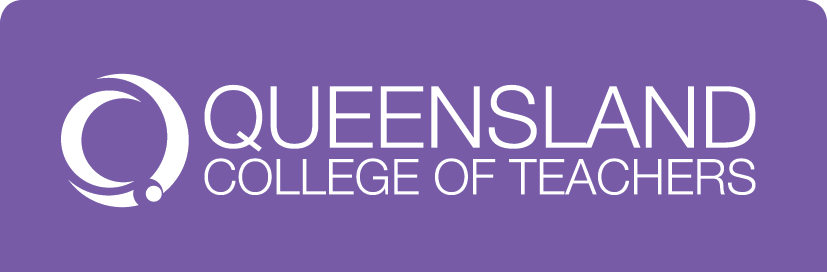 QUEENSLAND
COLLEGE OF TEACHERS